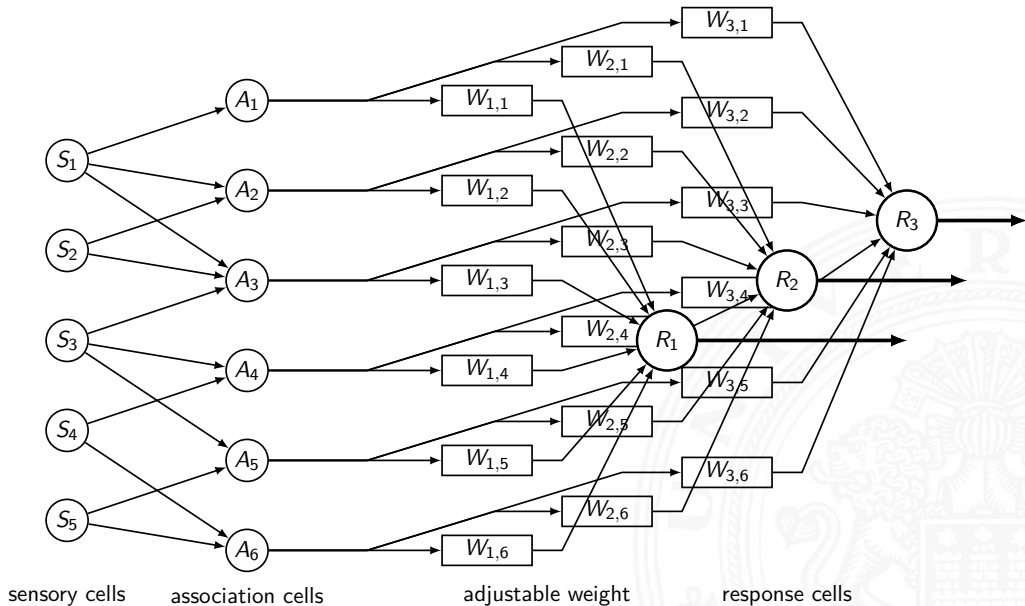 W3,1
W2,1
A1
W1,1
W3,2
W2,2
S1
A2
W1,2
W3,3
R3
W2,3
S2
A3
W1,3
R2
W3,4
W2,4
S3
R1
A4
W1,4
W3,5
W2,5
S4
A5
W1,5
W3,6
W2,6
S5
A6
W1,6
sensory cells association cells adjustable weight response cells